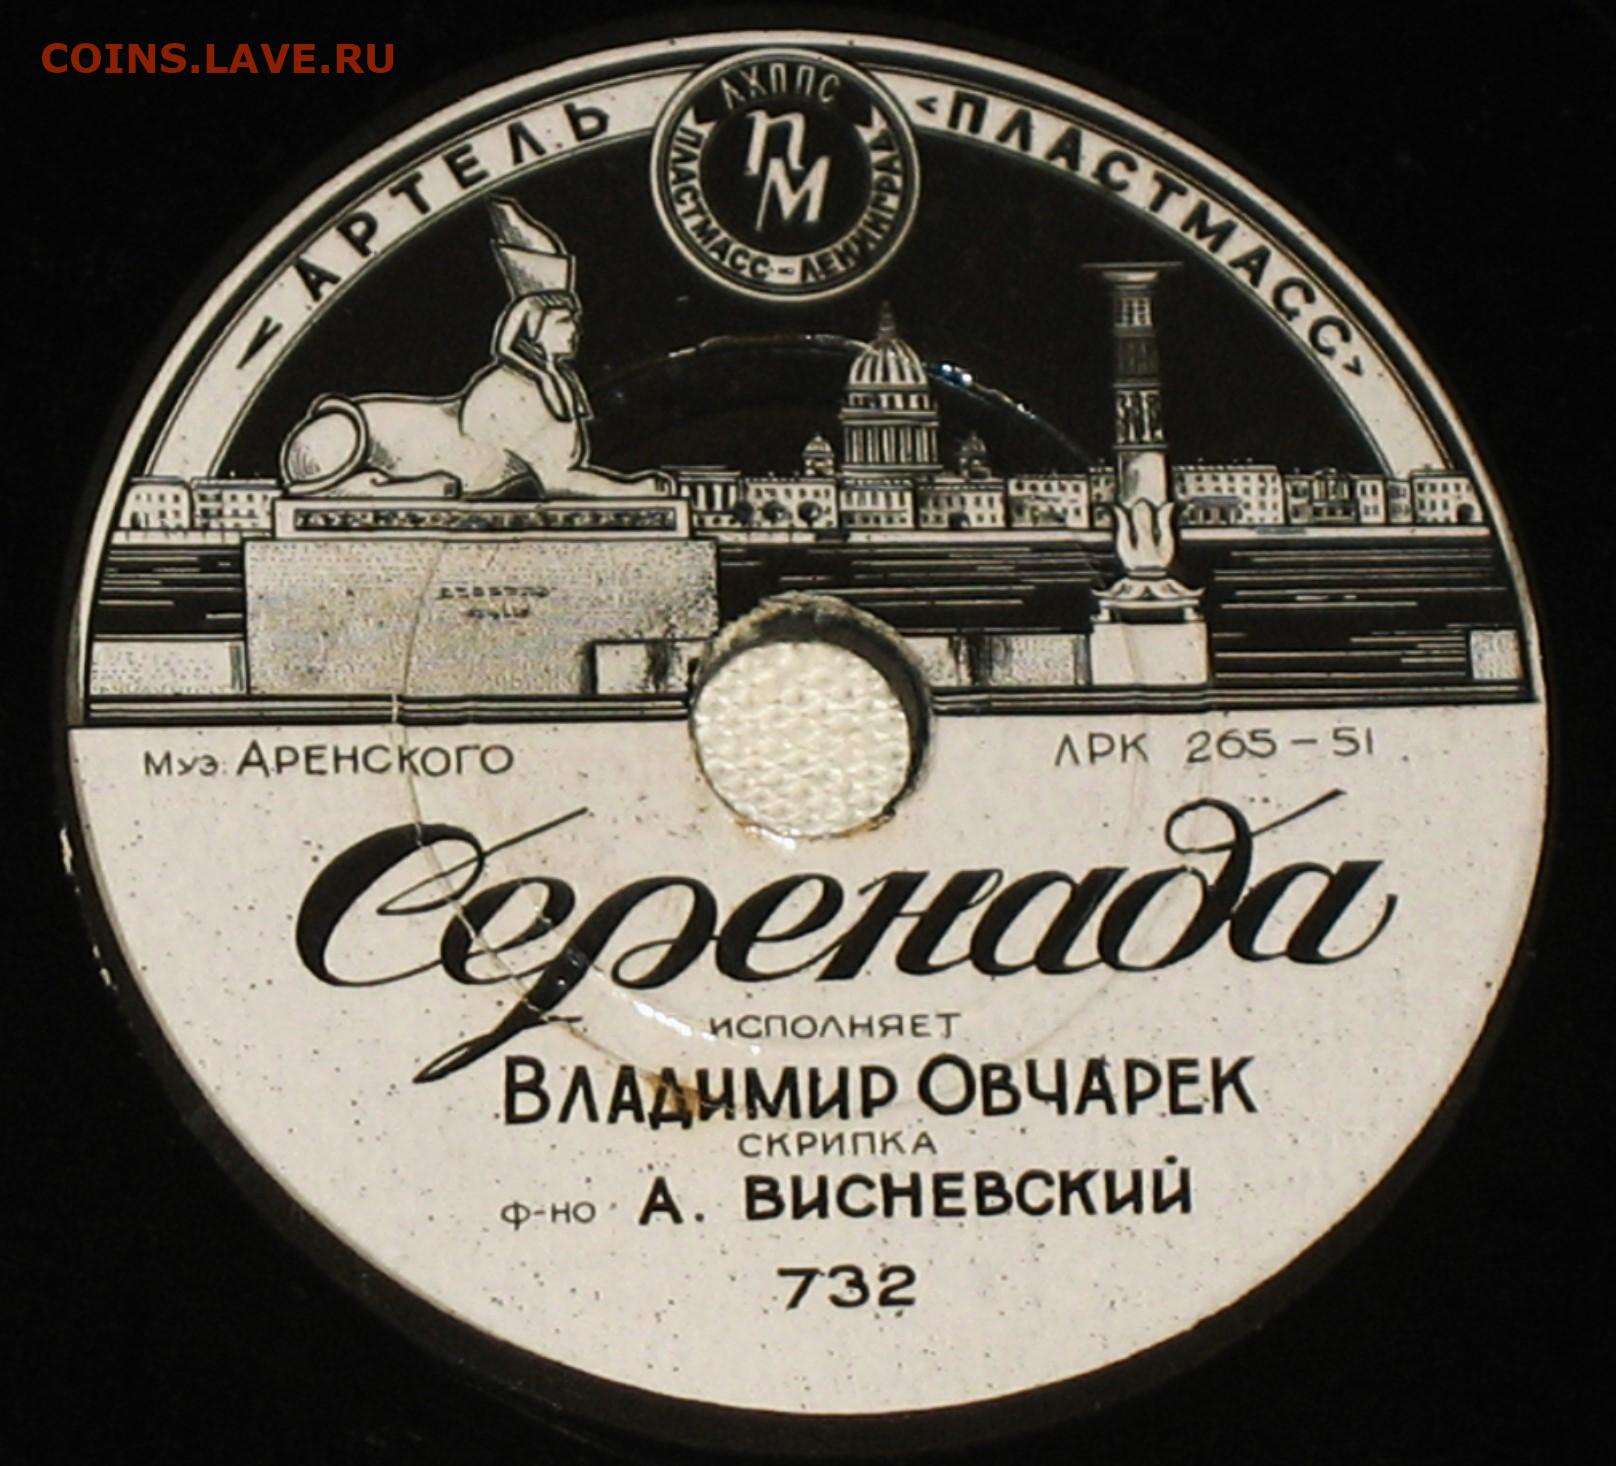 COINS.LAVE.RU
<АРТЕЛЬ <ПЛАСТМАСС>
ЛХППС
ПМ
ПЛАСТМАСС-ЛЕНИНГРАД
Муз. АРЕНСКОГО
ЛРК 265-51
Серенада
ИСПОЛНЯЕТ
ВЛАДИМИР ОВЧАРЕК
СКРИПКА
Ф-НО А. ВИСНЕВСКИЙ
732